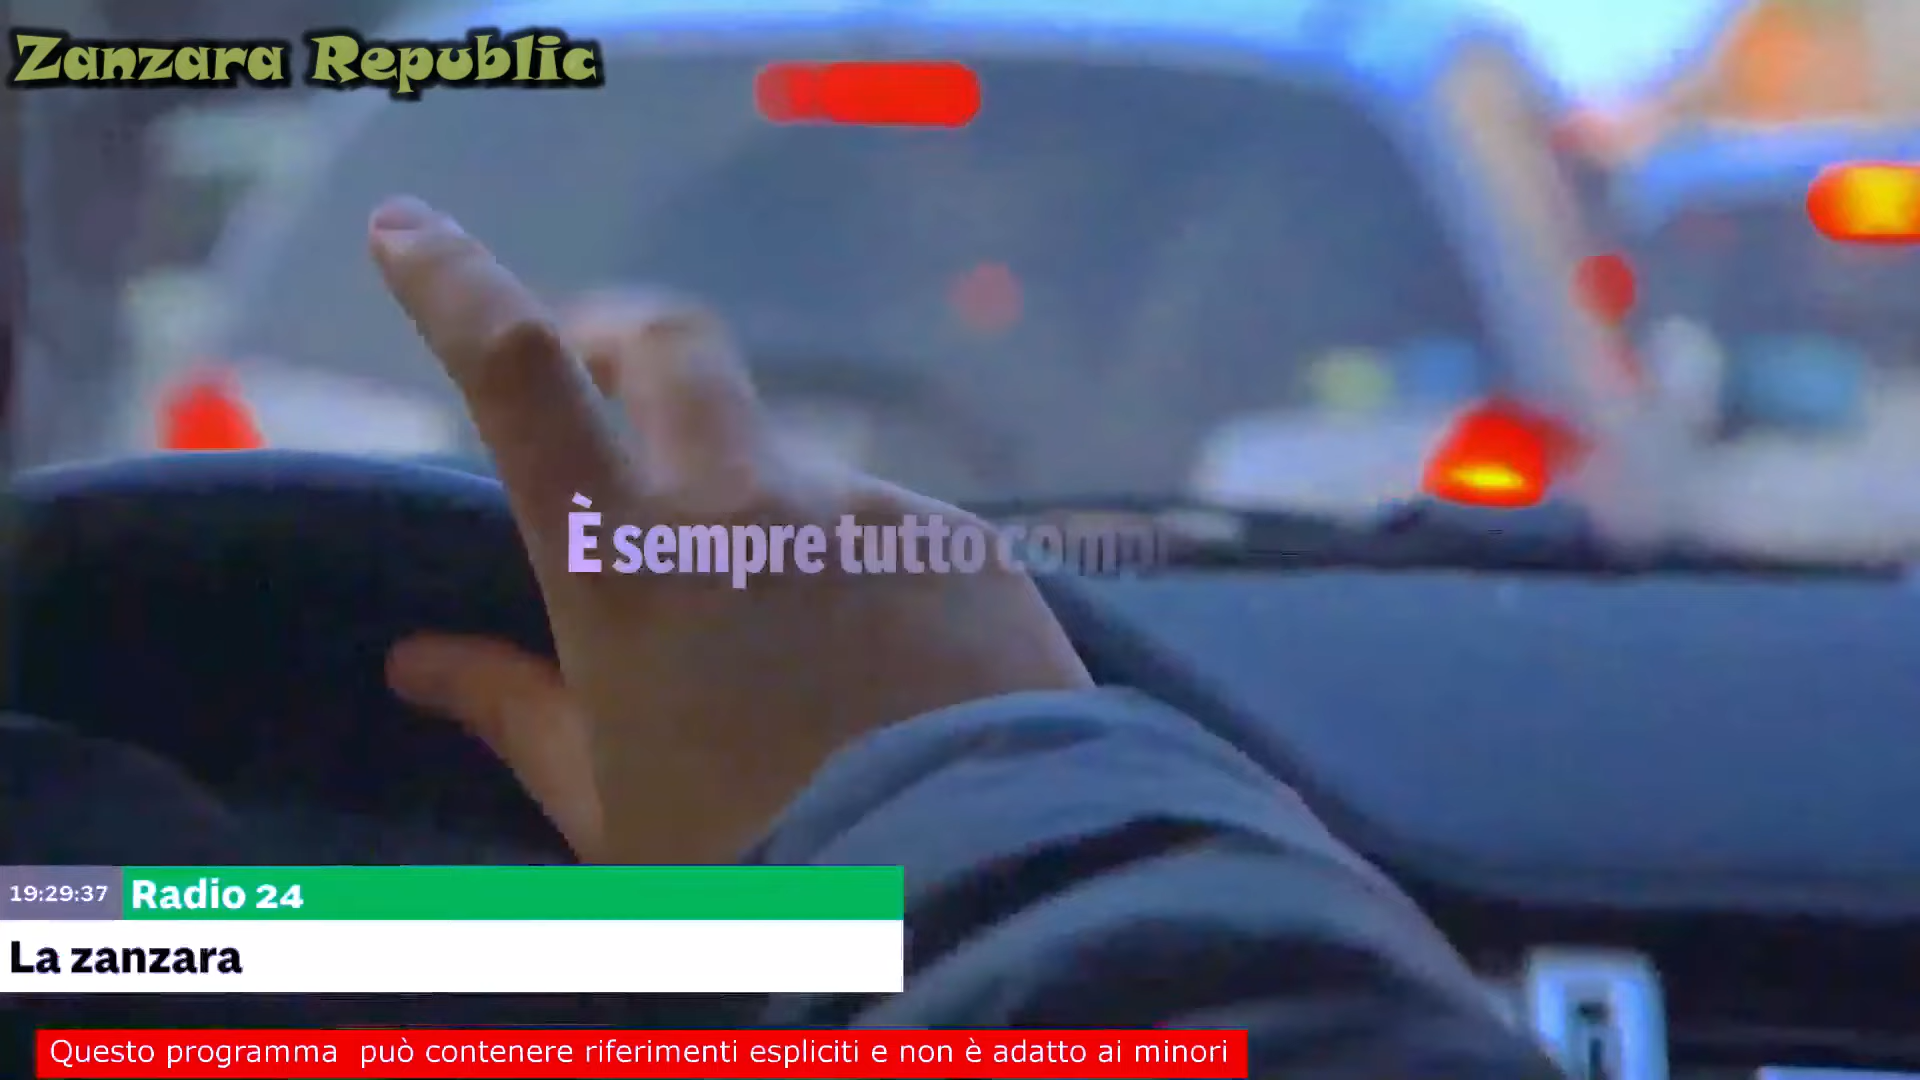 Zanzara Republic
È sempre tutto
19:29:37 Radio 24
La zanzara
Questo programma può contenere riferimenti espliciti e non è adatto ai minori